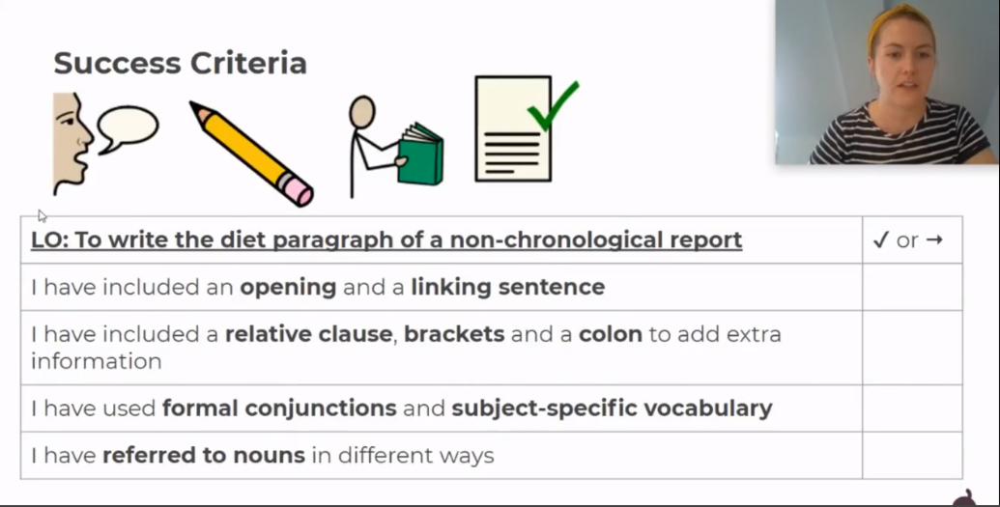 Success Criteria
LO: To write the diet paragraph of a non-chronological report
✓ or →
I have included an opening and a linking sentence
I have included a relative clause, brackets and a colon to add extra
information
I have used formal conjunctions and subject-specific vocabulary
I have referred to nouns in different ways